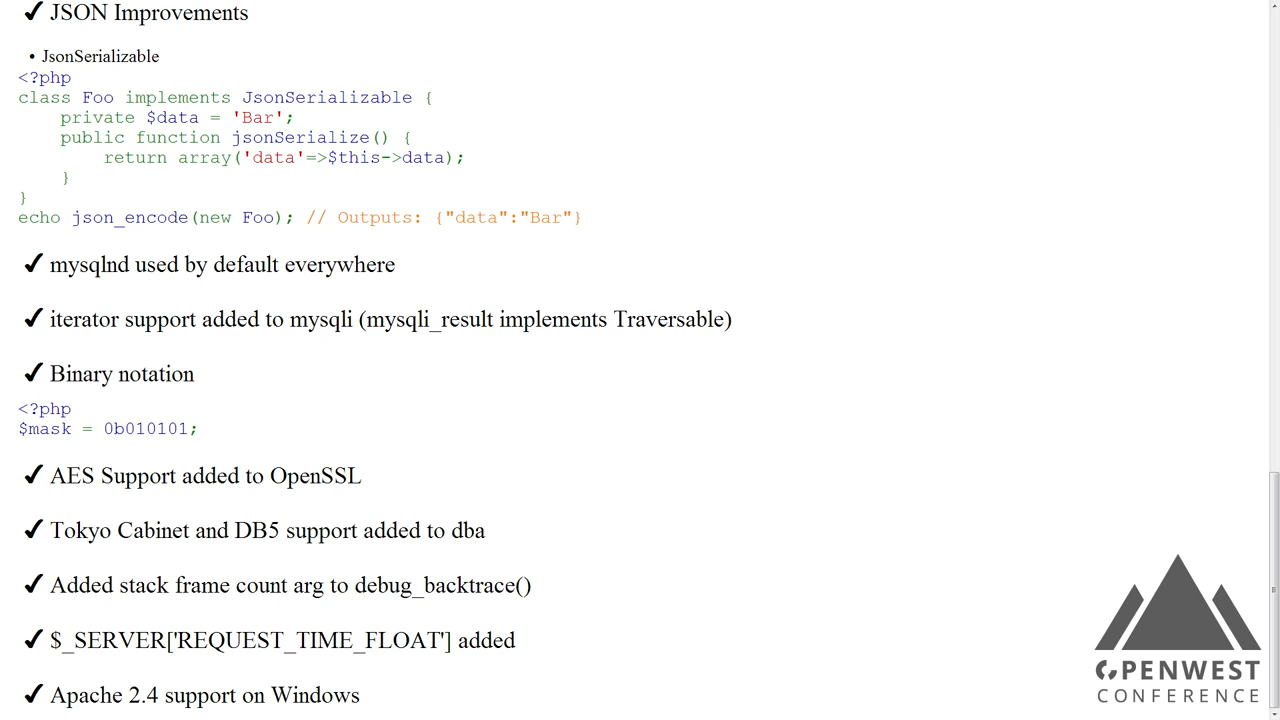 ✔ JSON Improvements
• JsonSerializable
<?php
class Foo implements JsonSerializable {
    private $data = 'Bar';
    public function jsonSerialize() {
        return array('data'=>$this->data);
    }
}
echo json_encode(new Foo); // Outputs: {"data":"Bar"}
✔ mysqlnd used by default everywhere
✔ iterator support added to mysqli (mysqli_result implements Traversable)
✔ Binary notation
<?php
$mask = 0b010101;
✔ AES Support added to OpenSSL
✔ Tokyo Cabinet and DB5 support added to dba
✔ Added stack frame count arg to debug_backtrace()
✔ $_SERVER['REQUEST_TIME_FLOAT'] added
✔ Apache 2.4 support on Windows
OPENWEST
CONFERENCE